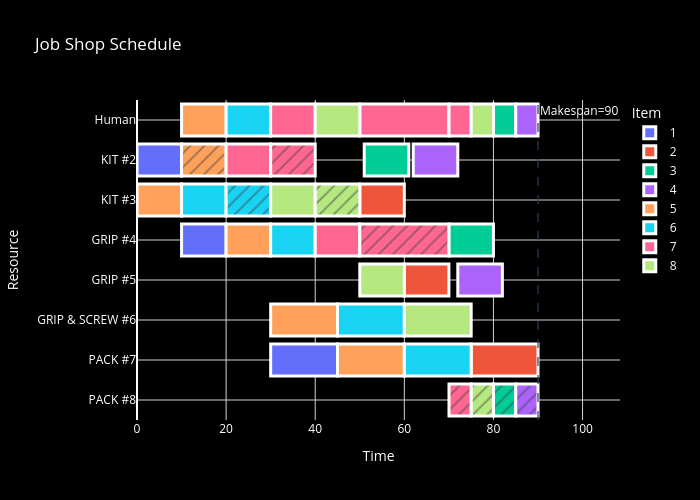 Job Shop Schedule
Makespan=90
Item
1
2
3
4
5
6
7
8
Resource
Human
KIT #2
KIT #3
GRIP #4
GRIP #5
GRIP & SCREW #6
PACK #7
PACK #8
0 20 40 60 80 100
Time